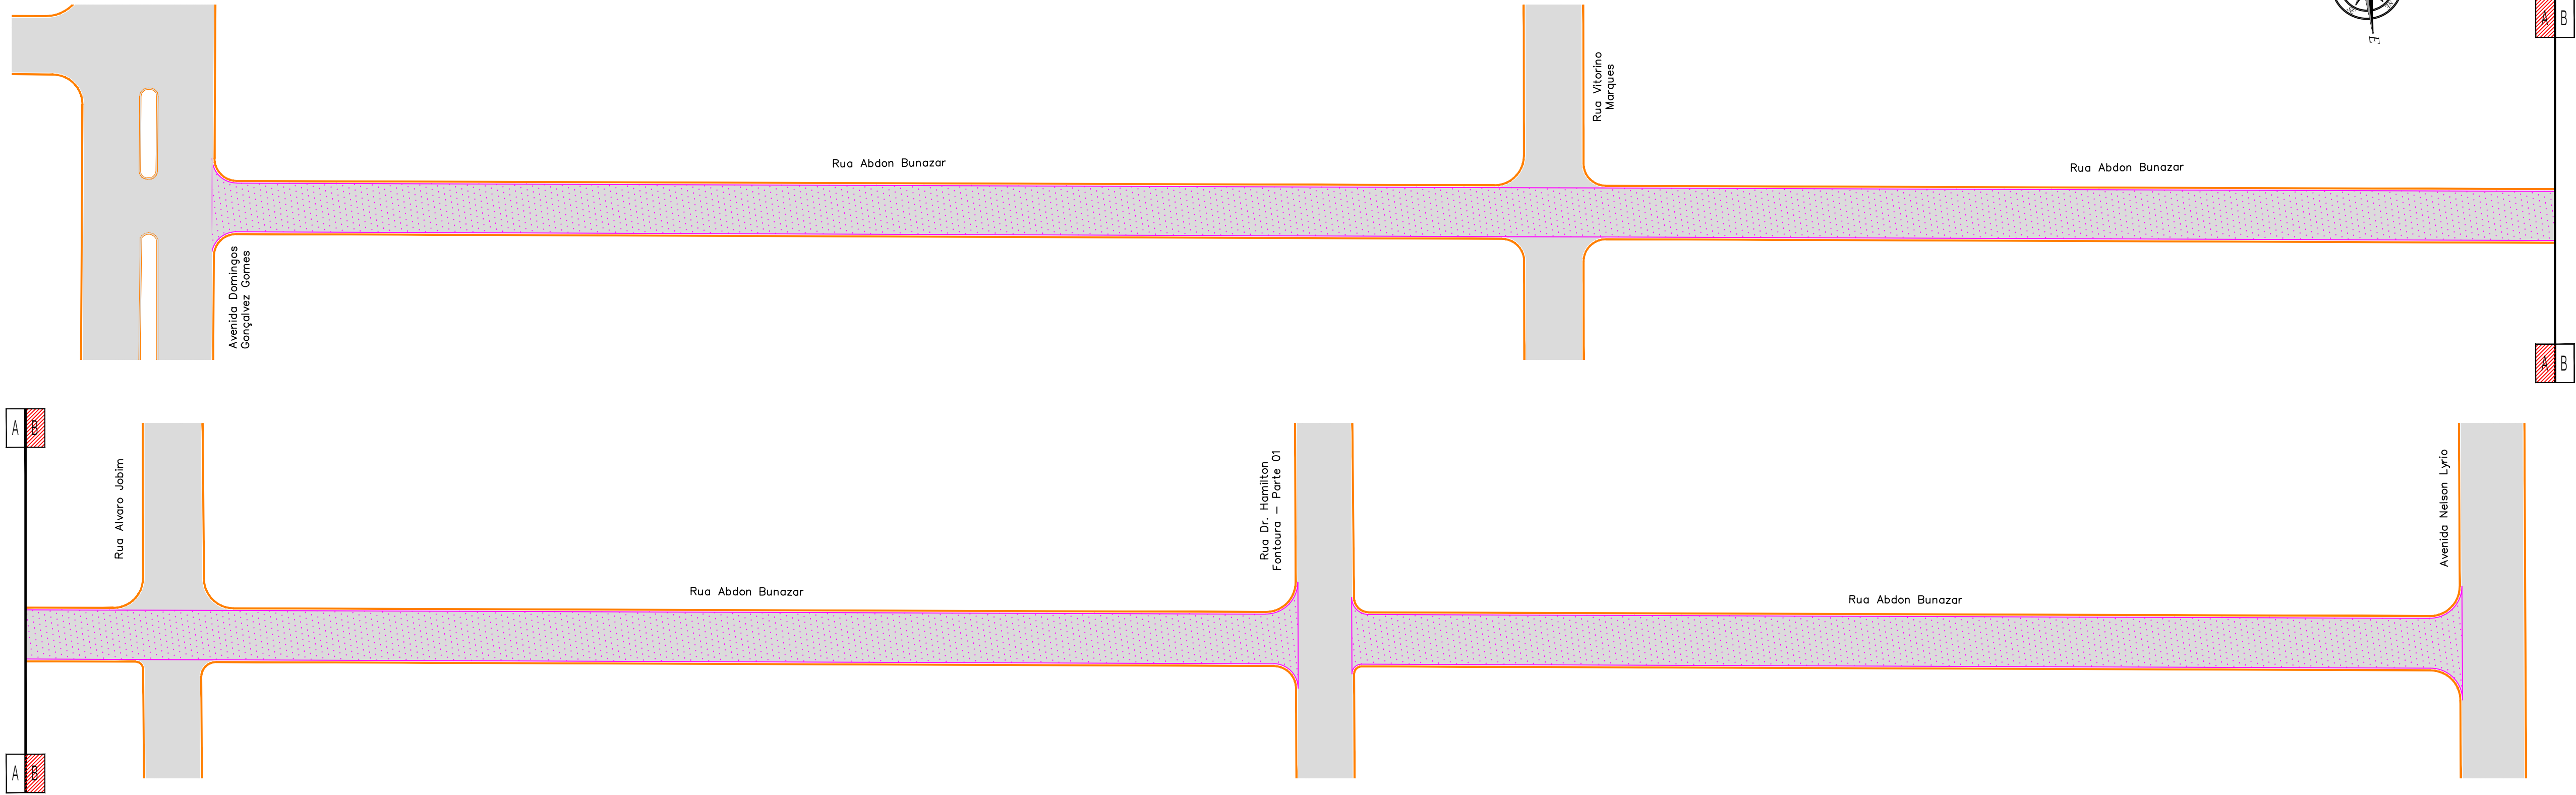 A B
E
Rua Vitorino
Marques
Rua Abdon Bunazar
Rua Abdon Bunazar
Avenida Domingos
Gonçalvez Gomes
A B
A B
Rua Alvaro Jobim
Rua Dr. Hamilton
Fontoura - Parte 01
Avenida Nelson Lyrio
Rua Abdon Bunazar
Rua Abdon Bunazar
A B